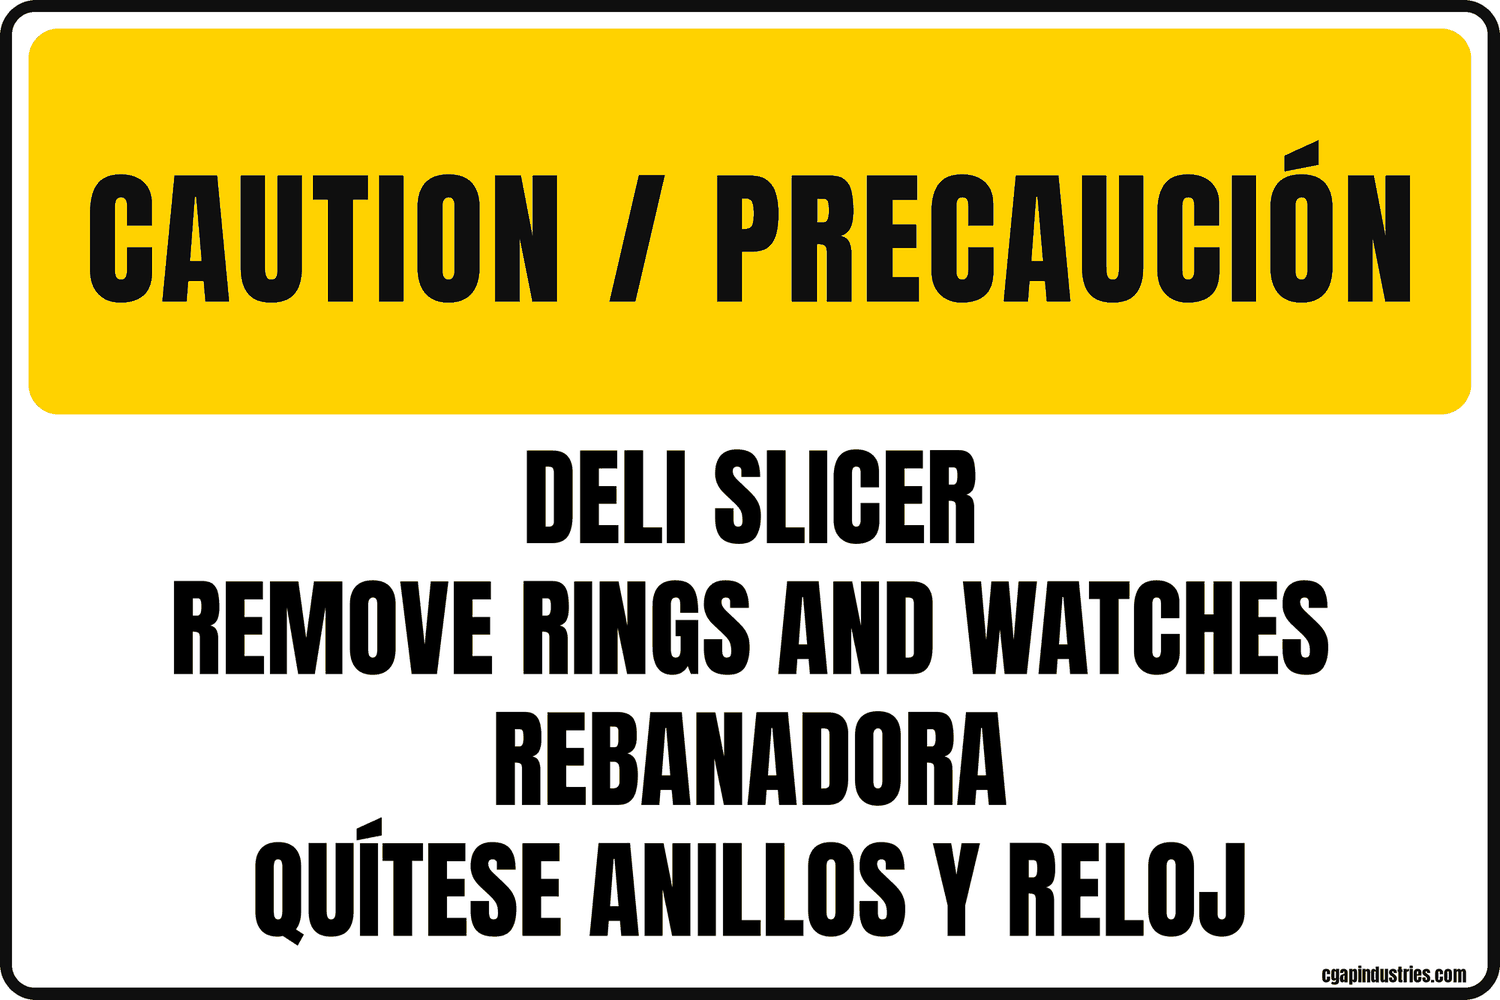 CAUTION / PRECAUCIÓN
DELI SLICER
REMOVE RINGS AND WATCHES
REBANADORA
QUÍTESE ANILLOS Y RELOJ
cgapindustries.com